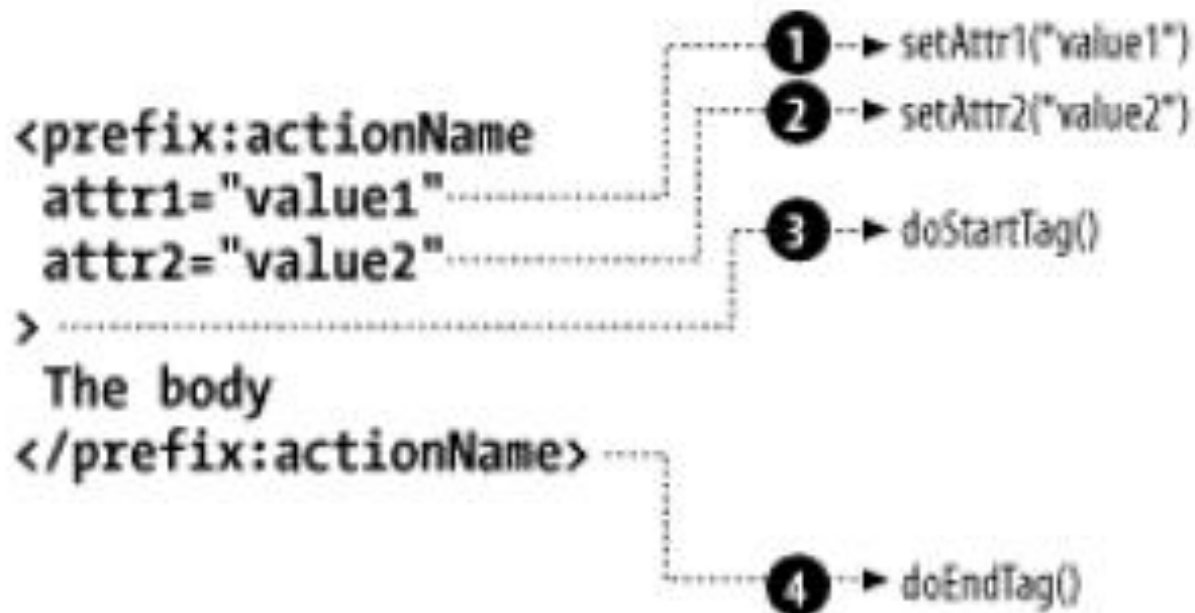 1 setAttr1("value1")
2 setAttr2("value2")
<prefix:actionName
attr1="value1"
attr2="value2"
3 doStartTag()
>
The body
</prefix:actionName>
4 doEndTag()